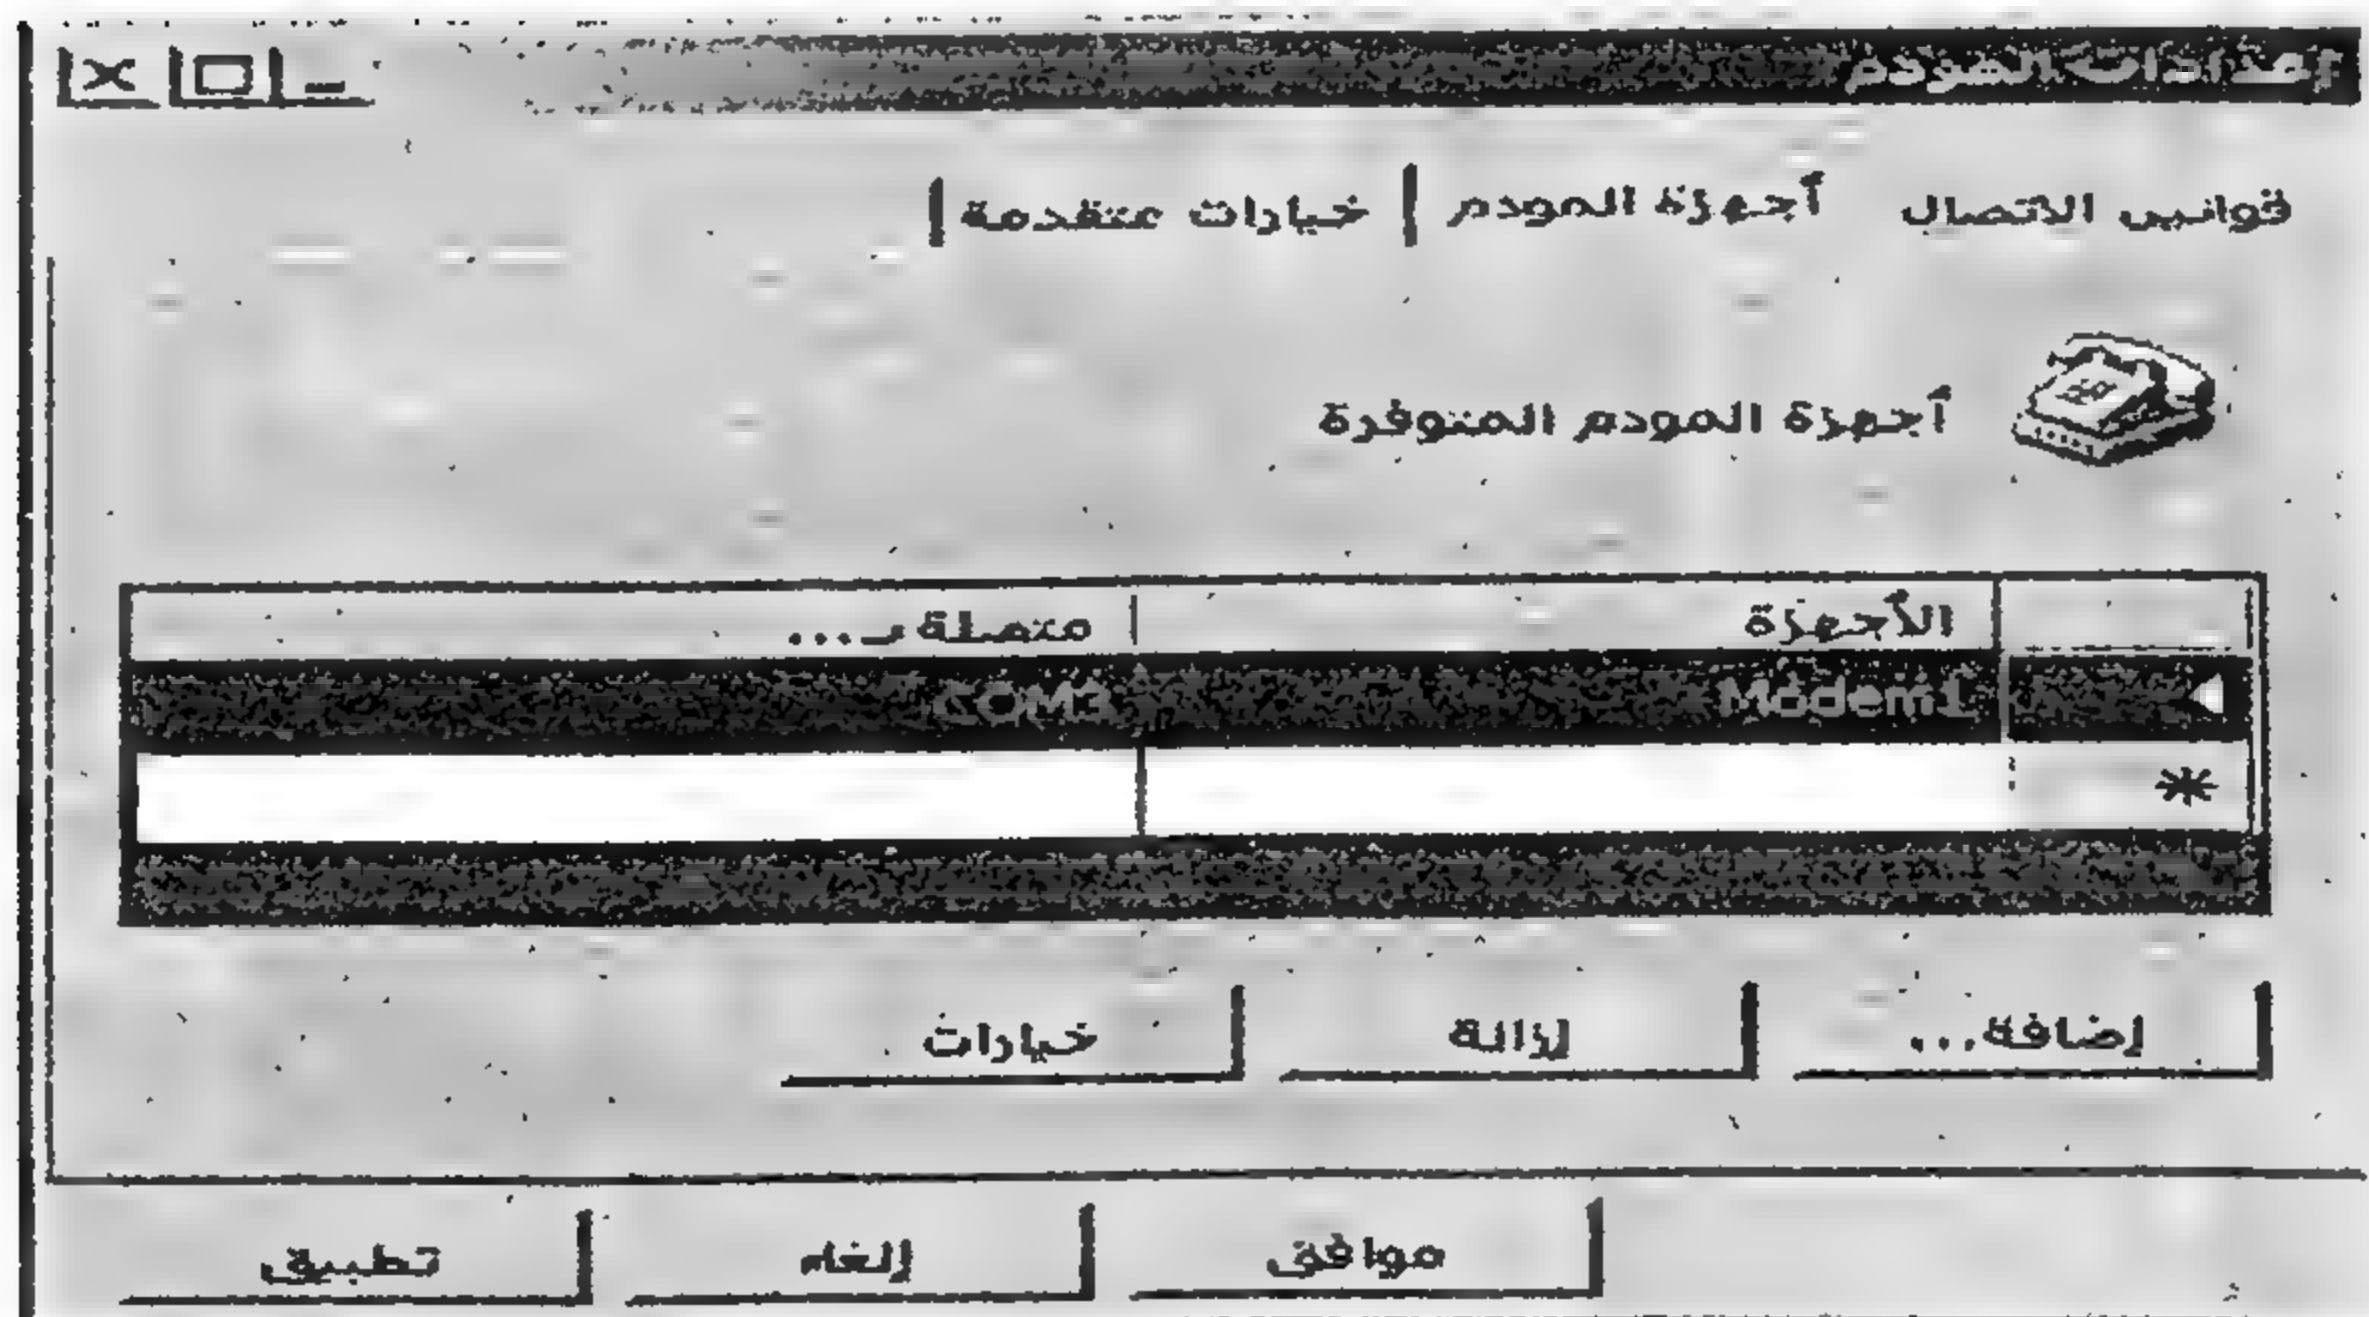 إعدادات المودم
قوانين الاتصال أجهزة المودم خيارات متقدمة
أجهزة المودم المتوفرة
الأجهزة متصلة بـ...
Modem1 COM3
*
إضافة... إزالة خيارات
موافق إلغاء تطبيق